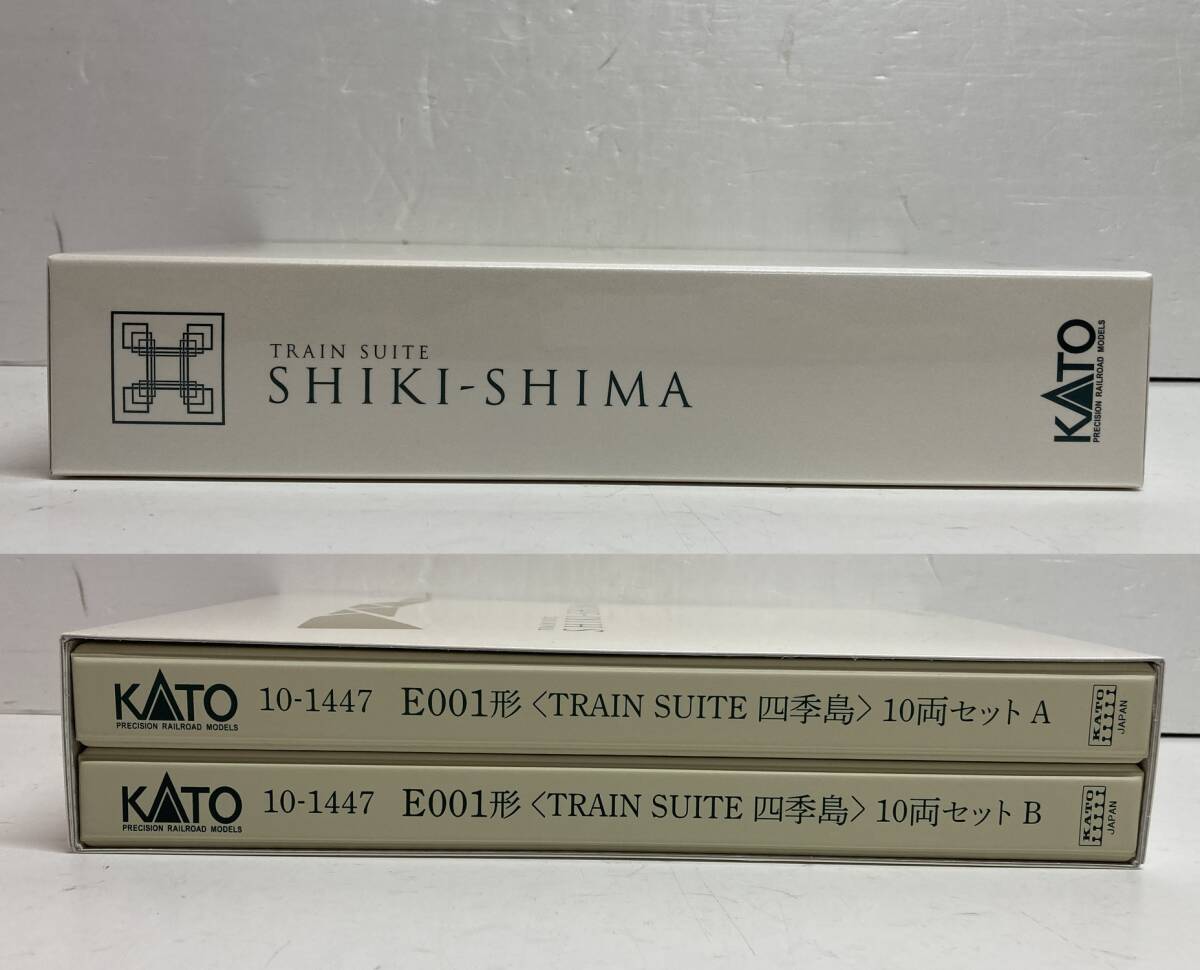 TRAIN SUITE
SHIKI-SHIMA
KATO
PRECISION RAILROAD MODELS
KATO
PRECISION RAILROAD MODELS
10-1447 E001形〈TRAIN SUITE 四季島〉10両セット A
KATO
JAPAN
KATO
PRECISION RAILROAD MODELS
10-1447 E001形〈TRAIN SUITE 四季島〉10両セット B
KATO
JAPAN